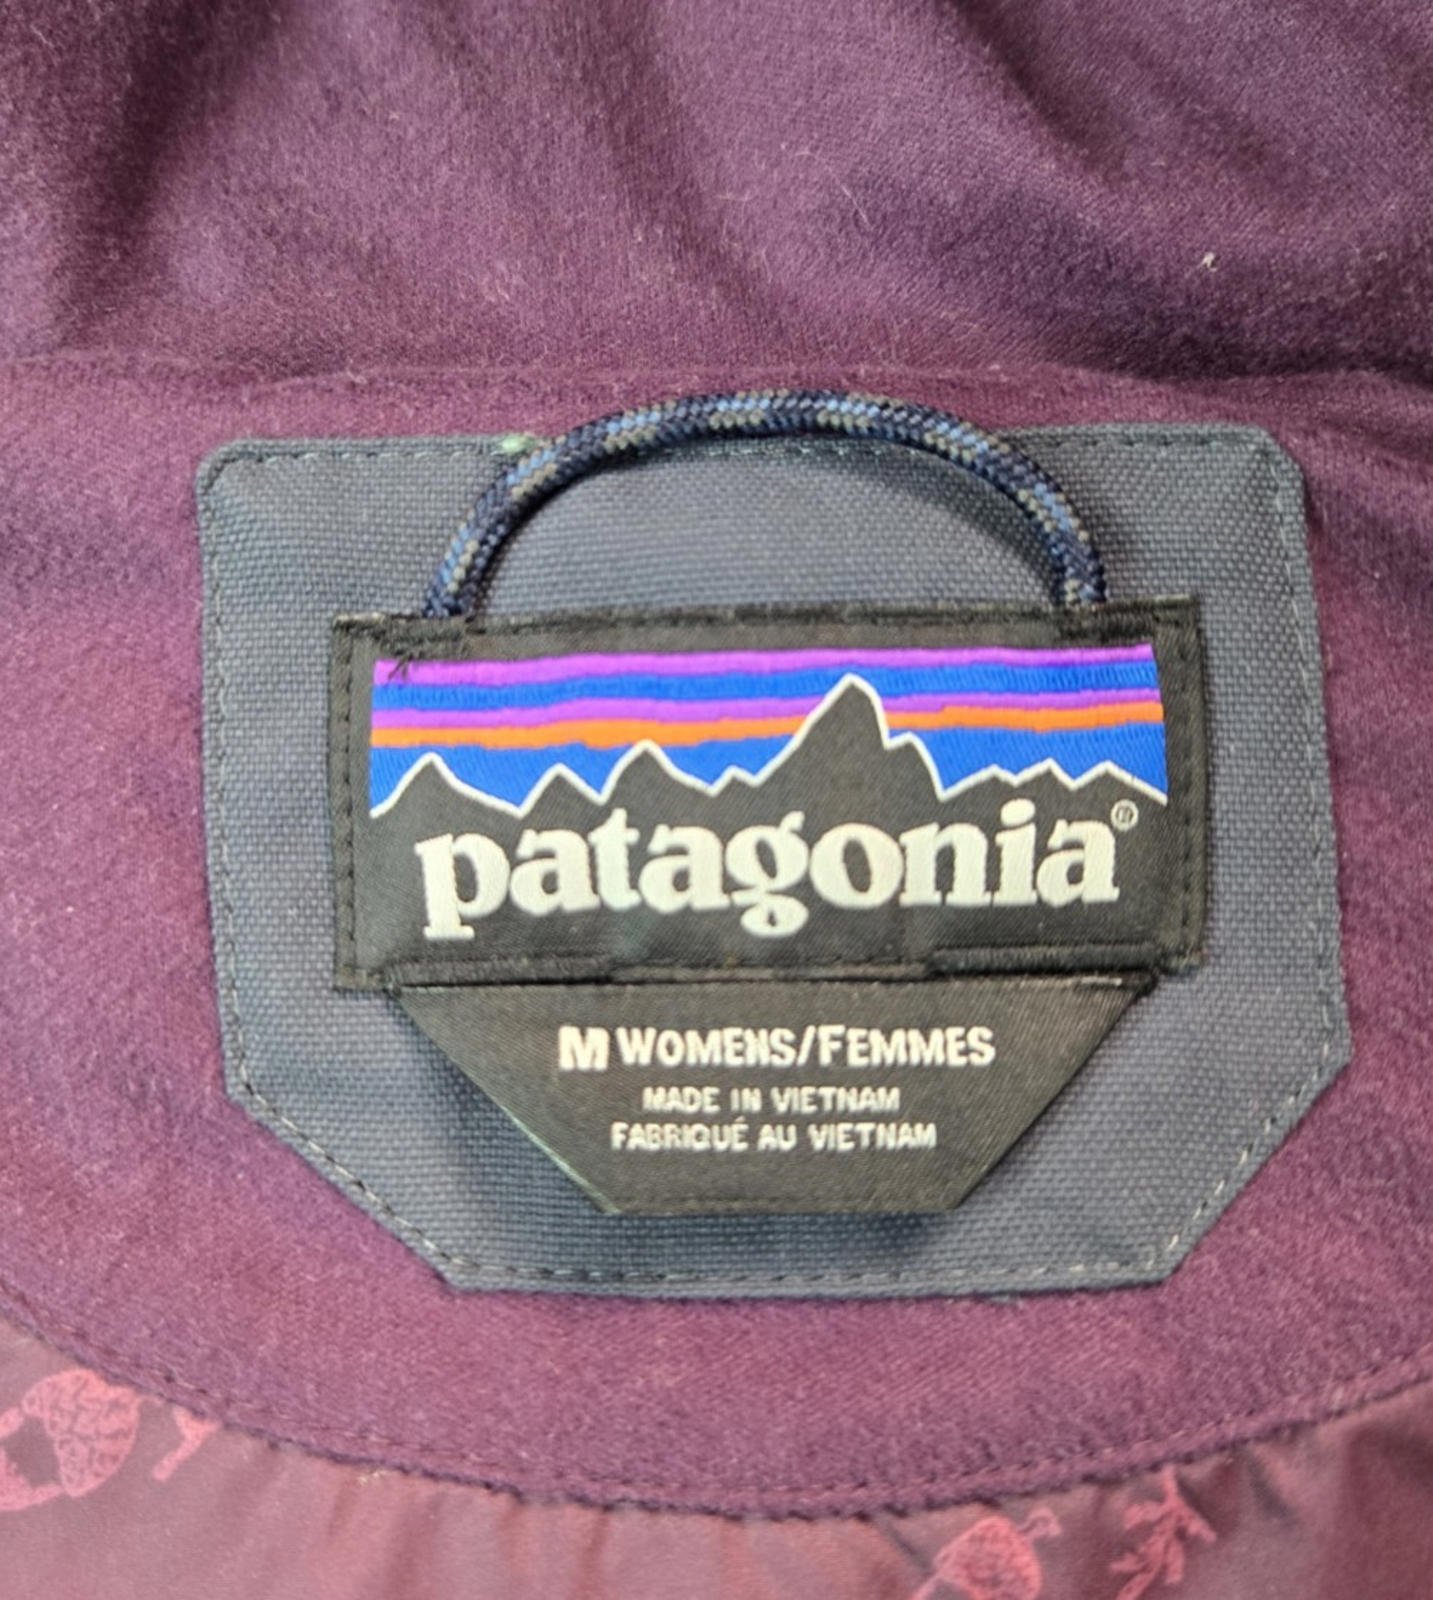 patagonia®
M WOMENS/FEMMES
MADE IN VIETNAM
FABRIQUÉ AU VIETNAM